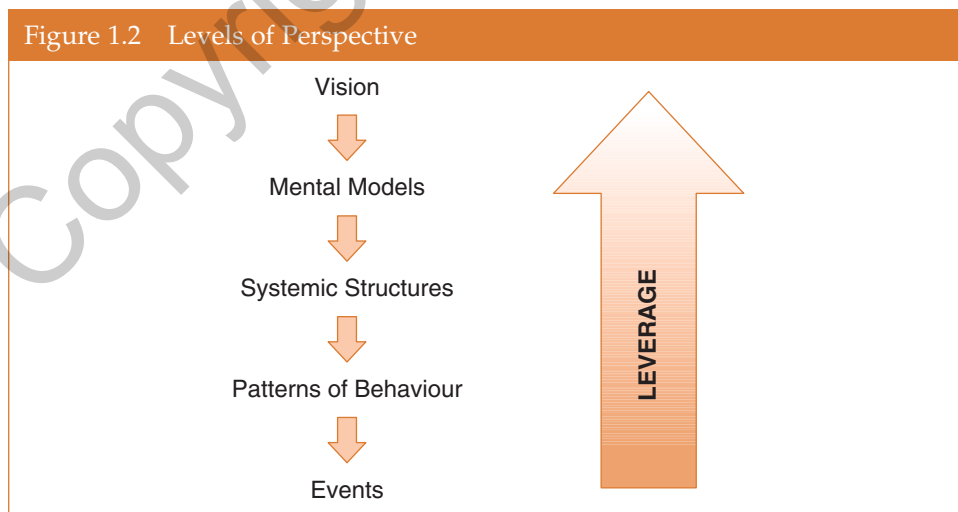 Figure 1.2 Levels of Perspective
Vision
Mental Models
Systemic Structures
Patterns of Behaviour
Events
LEVERAGE